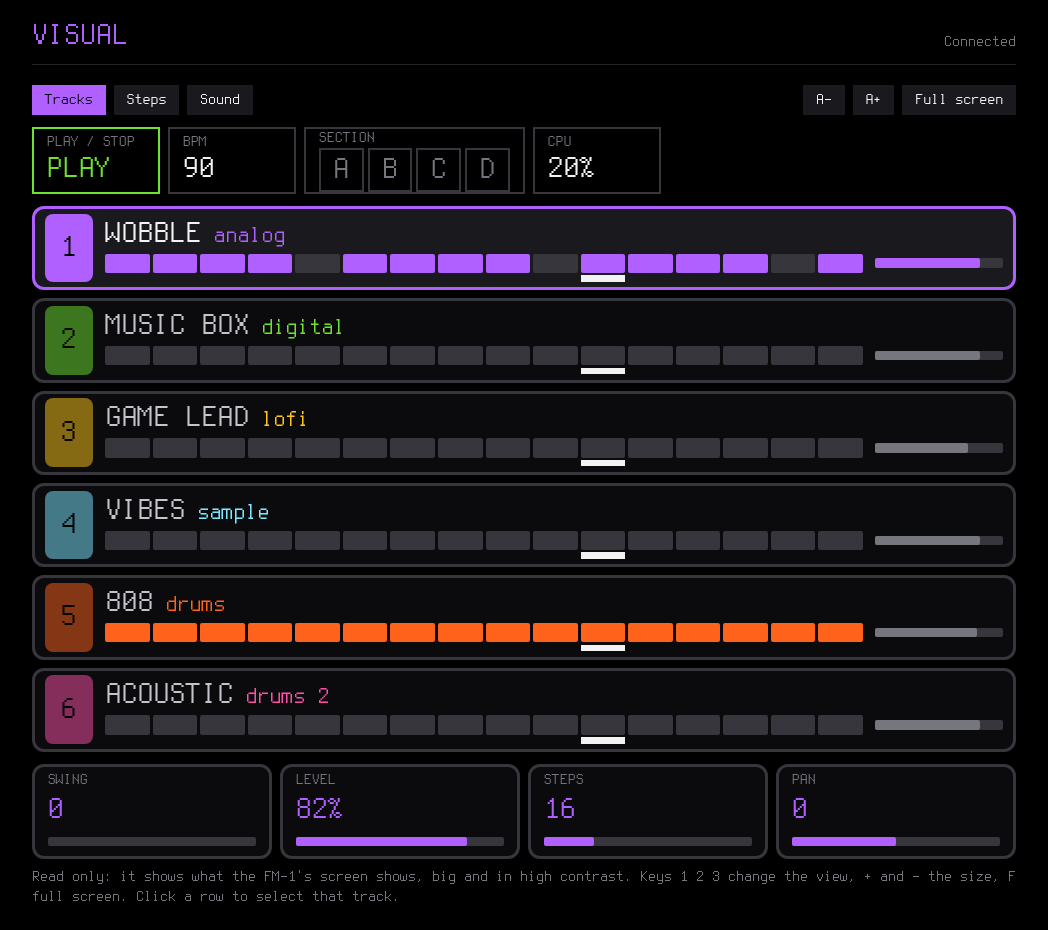 VISUAL
Connected
Tracks Steps Sound A- A+ Full screen
PLAY / STOP BPM SECTION CPU
PLAY 90 A B C D 20%
1 WOBBLE analog
2 MUSIC BOX digital
3 GAME LEAD lofi
4 VIBES sample
5 808 drums
6 ACOUSTIC drums 2
SWING LEVEL STEPS PAN
0 82% 16 0
Read only: it shows what the FM-1's screen shows, big and in high contrast. Keys 1 2 3 change the view, + and - the size, F
full screen. Click a row to select that track.